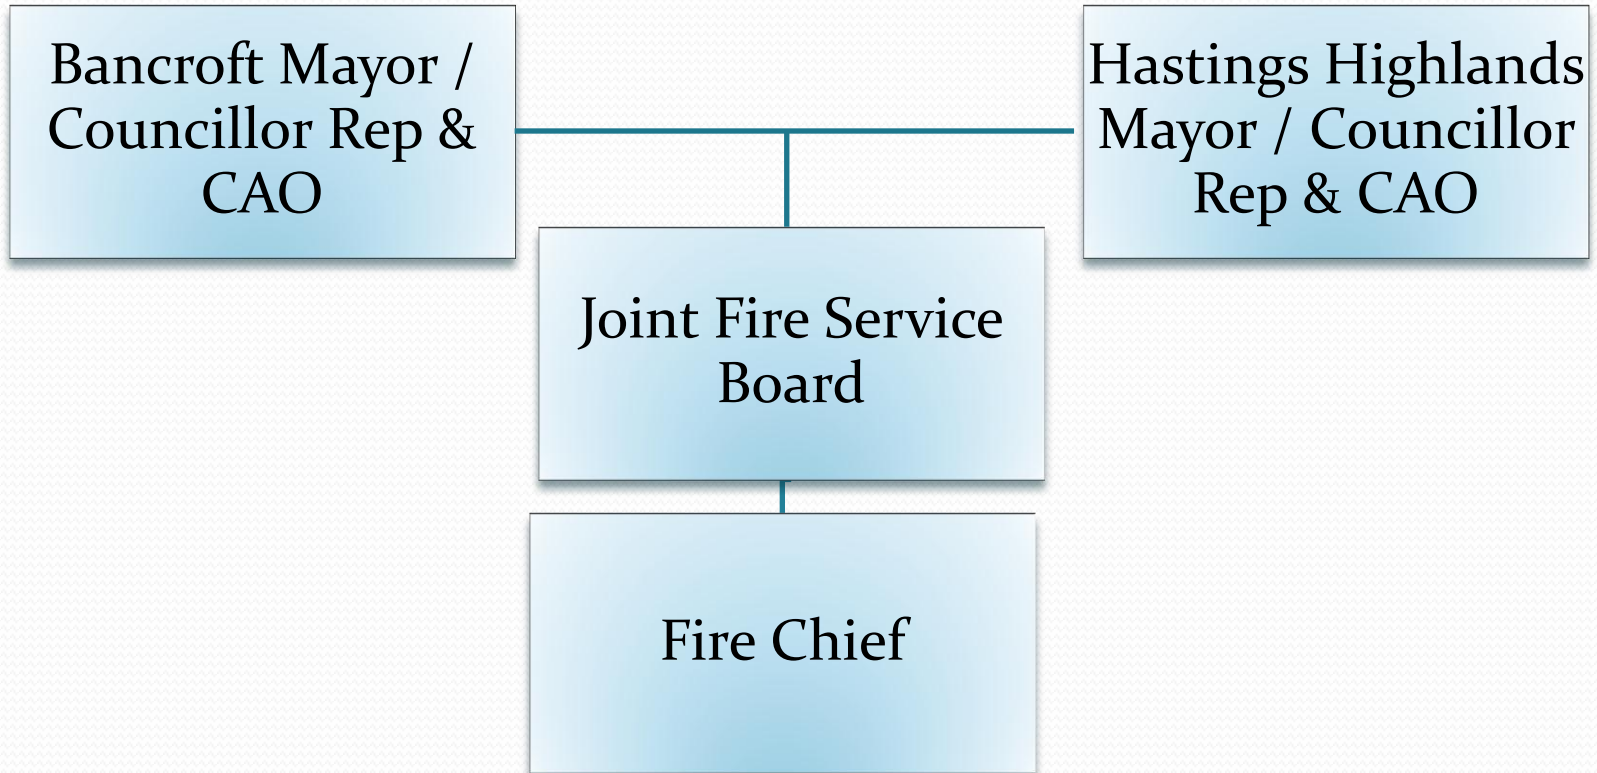 Bancroft Mayor /
Councillor Rep &
CAO
Hastings Highlands
Mayor / Councillor
Rep & CAO
Joint Fire Service
Board
Fire Chief